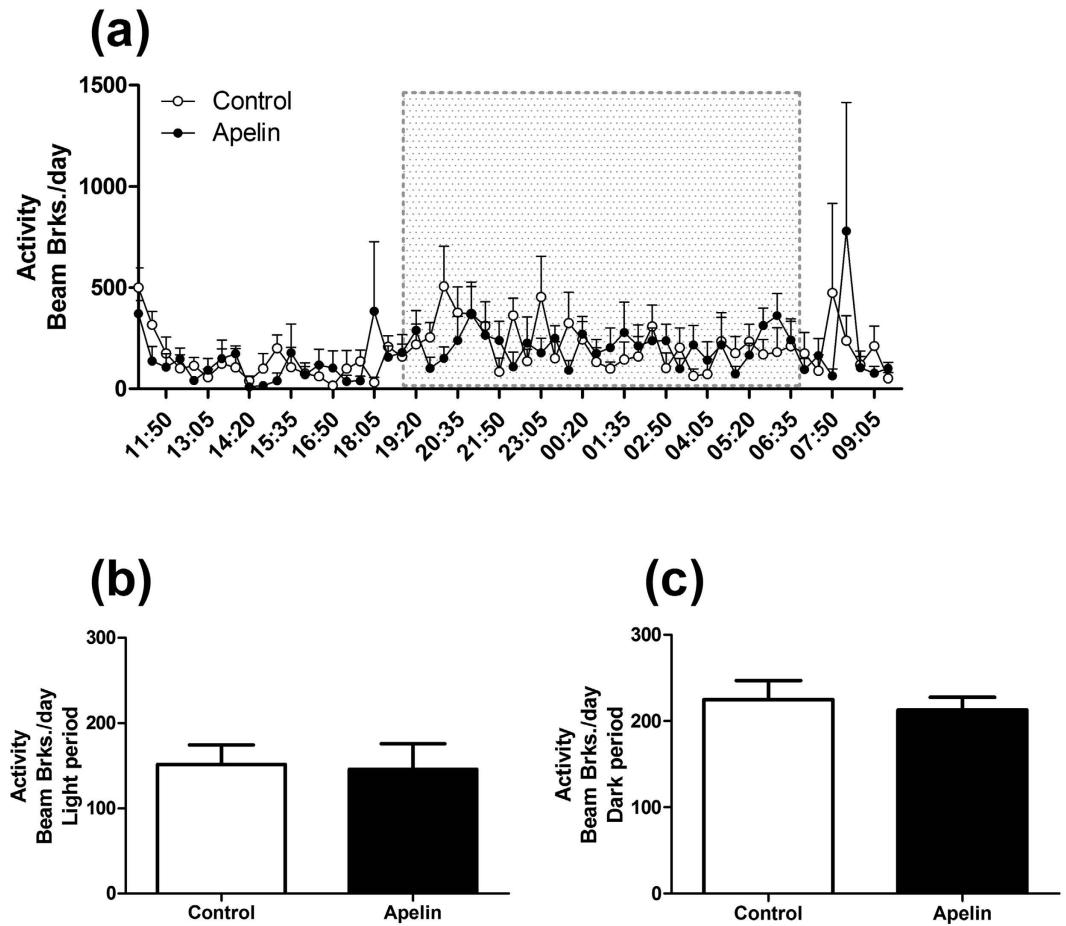 (a)
Activity
Beam Brks./day
1500
1000
500
0
Control
Apelin
11:50
13:05
14:20
15:35
16:50
18:05
19:20
20:35
21:50
23:05
00:20
01:35
02:50
04:05
05:20
06:35
07:50
09:05
(b)
Activity
Beam Brks./day
Light period
300
200
100
0
Control
Apelin
(c)
Activity
Beam Brks./day
Dark period
300
200
100
0
Control
Apelin